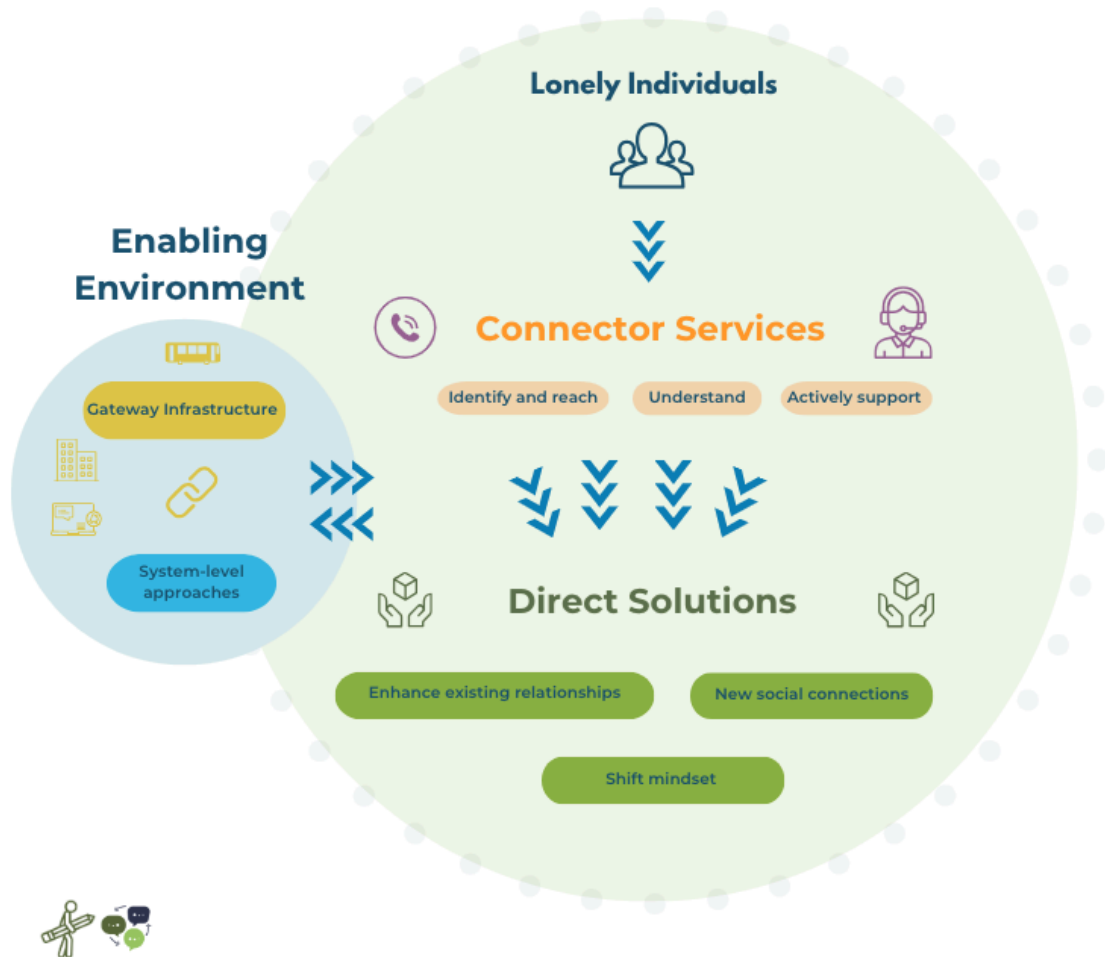 Lonely Individuals
Enabling
Environment
Connector Services
Identify and reach
Understand
Actively support
Gateway Infrastructure
System-level
approaches
Direct Solutions
Enhance existing relationships
New social connections
Shift mindset